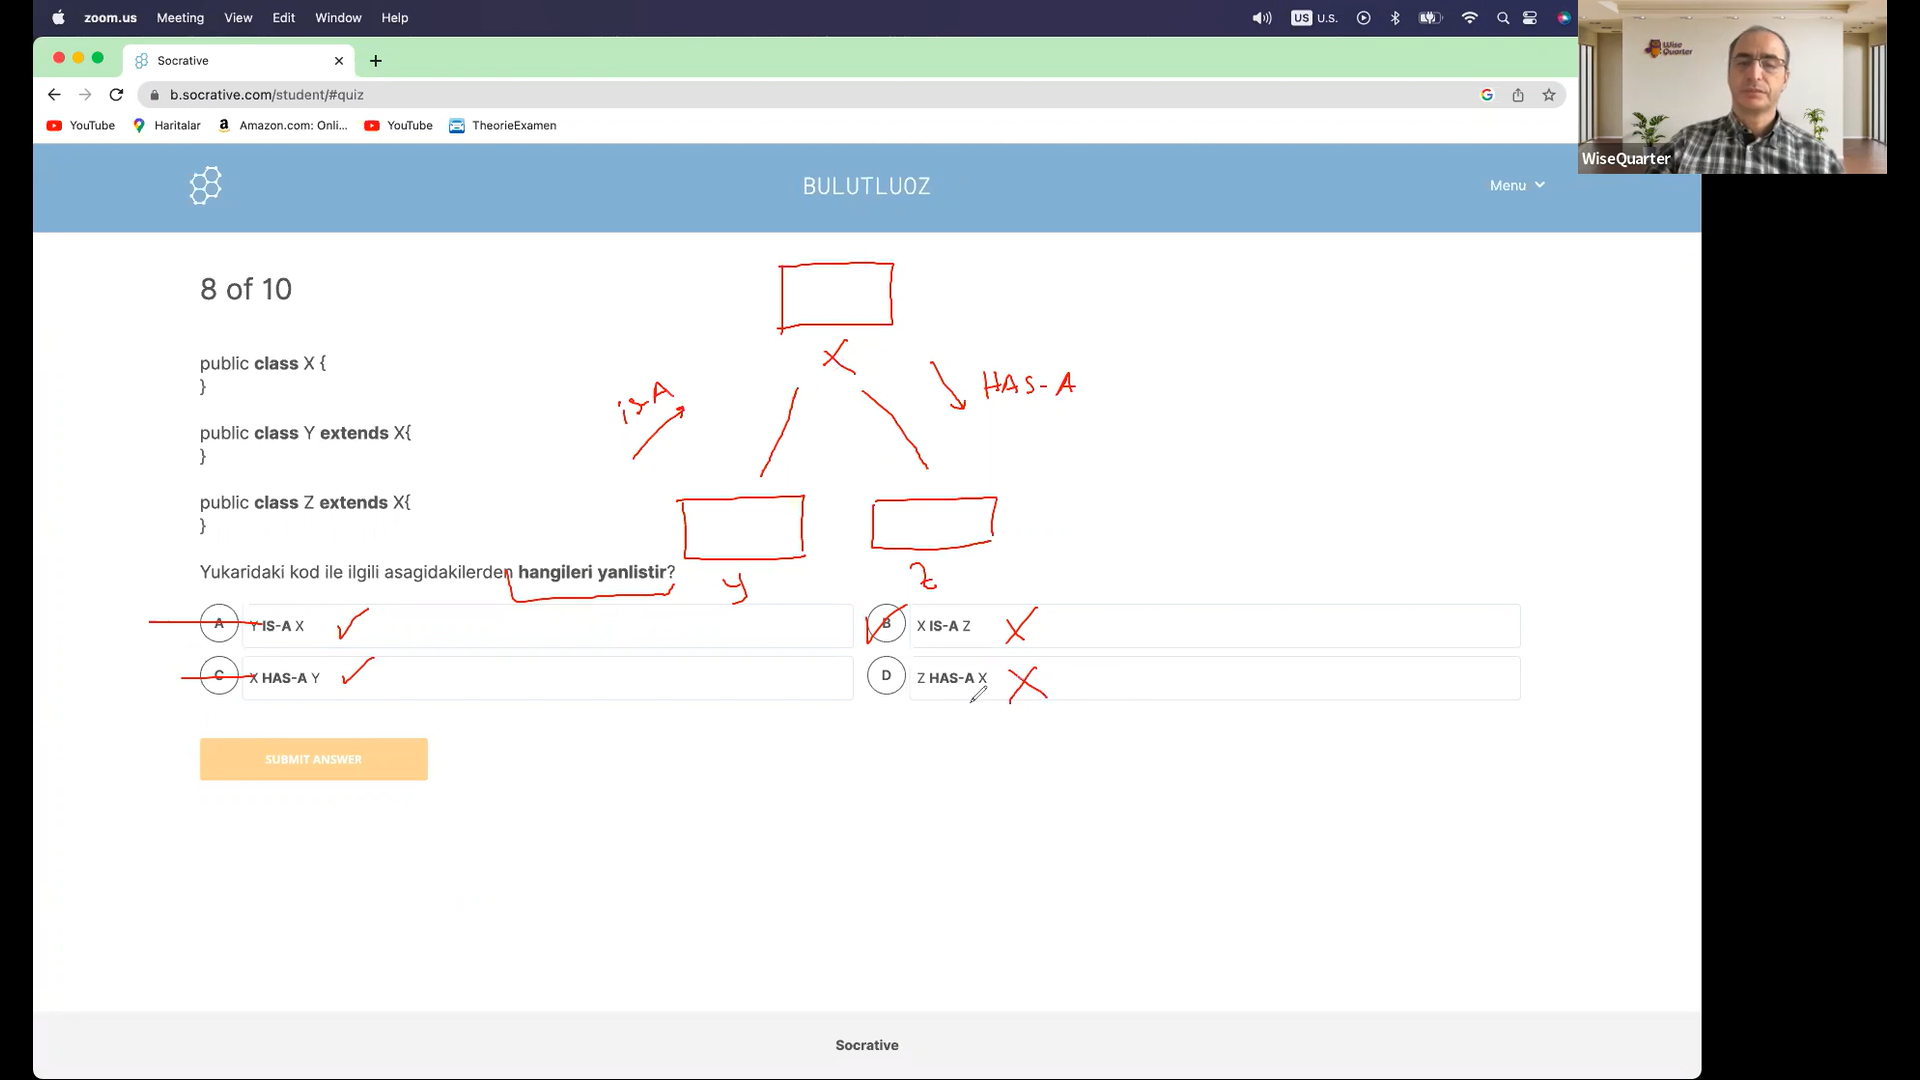 zoom.us Meeting View Edit Window Help
US U.S.
Socrative
b.socrative.com/student/#quiz
YouTube Haritalar Amazon.com: Onli... YouTube TheorieExamen
Wise Quarter
WiseQuarter
BULUTLUOZ
Menu
8 of 10
public class X {
}
public class Y extends X{
}
public class Z extends X{
}
X
is-A
HAS-A
y
Z
Yukaridaki kod ile ilgili asagidakilerden hangileri yanlistir?
A Y IS-A X
B X IS-A Z
C X HAS-A Y
D Z HAS-A X
SUBMIT ANSWER
Socrative